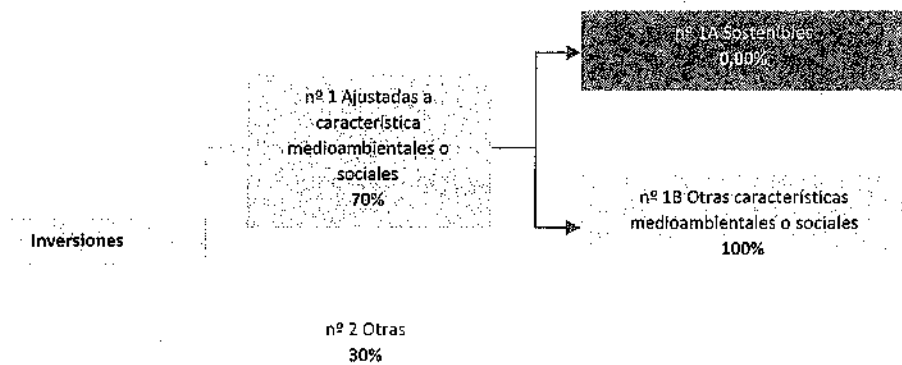 nº 1A Sostenibles
0,00%
nº 1 Ajustadas a
característica
medioambientales o
sociales
70%
nº 1B Otras características
medioambientales o sociales
100%
Inversiones
nº 2 Otras
30%